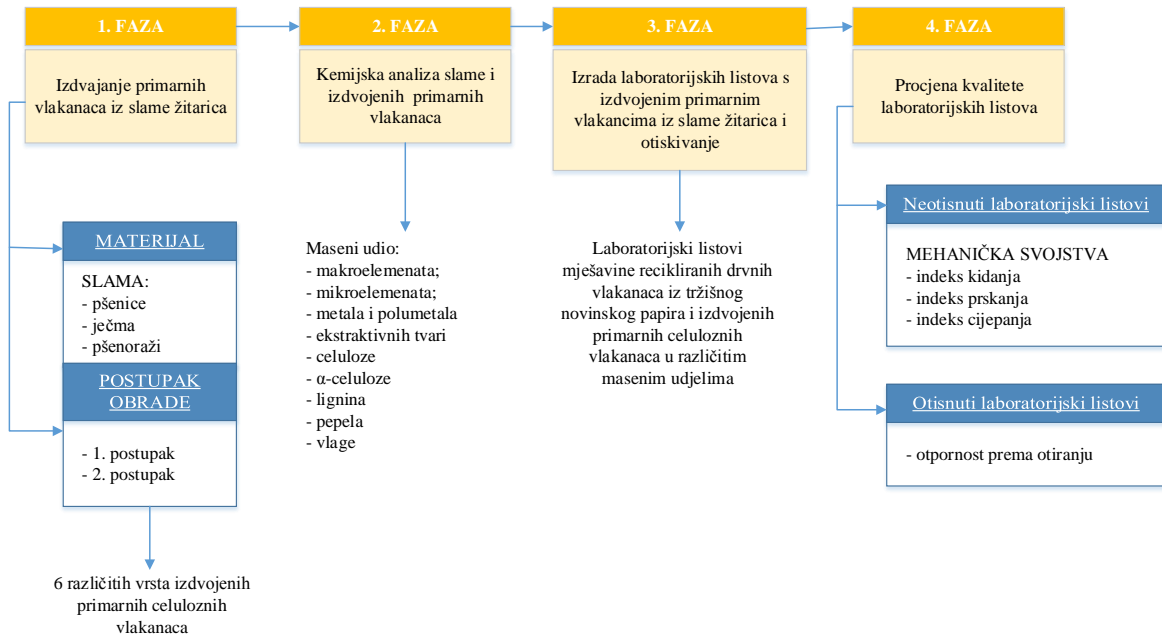 1. FAZA
Izdvajanje primarnih
vlakanaca iz slame žitarica
MATERIJAL
SLAMA:
- pšenice
- ječma
- pšenoraži
POSTUPAK
OBRADE
- 1. postupak
- 2. postupak
6 različitih vrsta izdvojenih
primarnih celuloznih
vlakanaca
2. FAZA
Kemijska analiza slame i
izdvojenih primarnih
vlakanaca
Maseni udio:
- makroelemenata;
- mikroelemenata;
- metala i polumetala
- ekstraktivnih tvari
- celuloze
- α-celuloze
- lignina
- pepela
- vlage
3. FAZA
Izrada laboratorijskih listova s
izdvojenim primarnim
vlakancima iz slame žitarica i
otiskivanje
Laboratorijski listovi
mješavine recikliranih drvnih
vlakanaca iz tržišnog
novinskog papira i izdvojenih
primarnih celuloznih
vlakanaca u različitim
masenim udjelima
4. FAZA
Procjena kvalitete
laboratorijskih listova
Neotisnuti laboratorijski listovi
MEHANIČKA SVOJSTVA
- indeks kidanja
- indeks prskanja
- indeks cijepanja
Otisnuti laboratorijski listovi
- otpornost prema otiranju